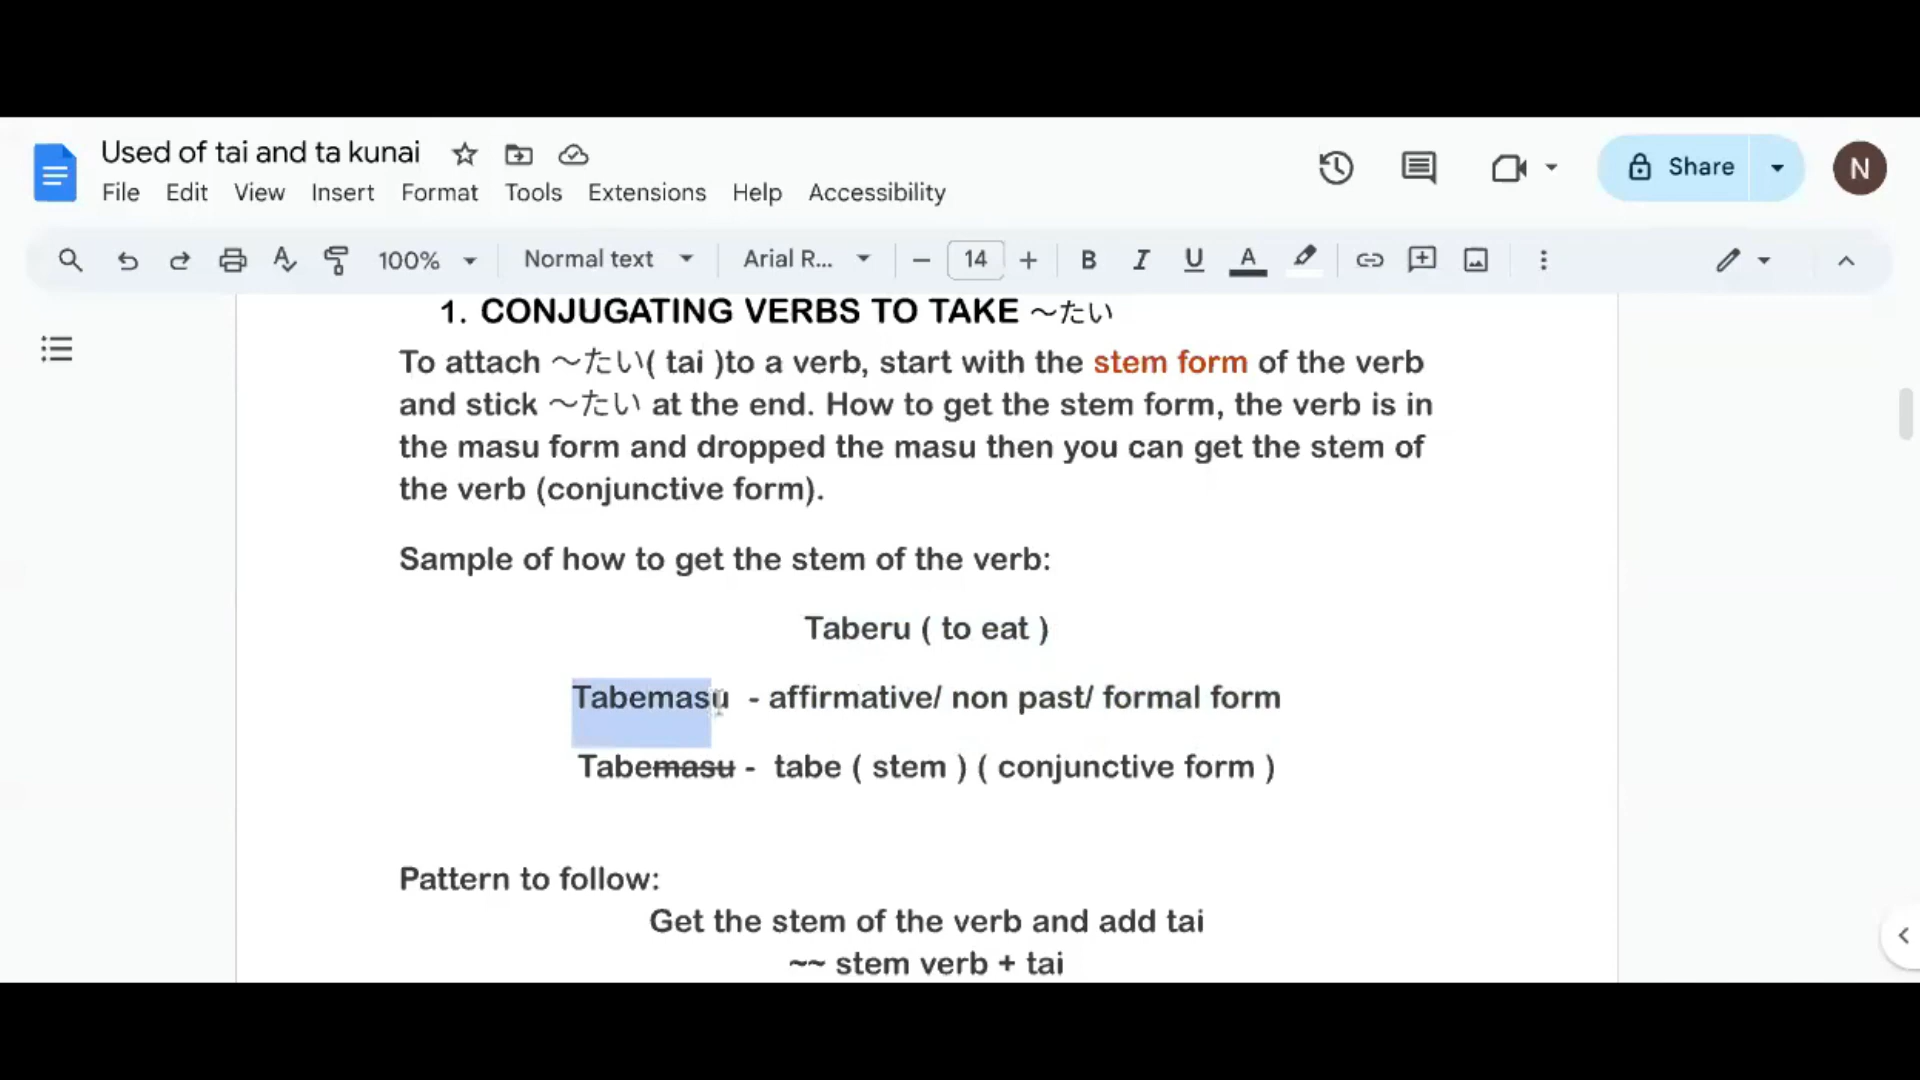 Used of tai and ta kunai
File Edit View Insert Format Tools Extensions Help Accessibility
Share
N
100% Normal text Arial R... 14 B I U A
1. CONJUGATING VERBS TO TAKE ～たい
To attach ～たい( tai )to a verb, start with the stem form of the verb
and stick ～たい at the end. How to get the stem form, the verb is in
the masu form and dropped the masu then you can get the stem of
the verb (conjunctive form).
Sample of how to get the stem of the verb:
Taberu ( to eat )
Tabemasu - affirmative/ non past/ formal form
Tabemasu - tabe ( stem ) ( conjunctive form )
Pattern to follow:
Get the stem of the verb and add tai
~~ stem verb + tai